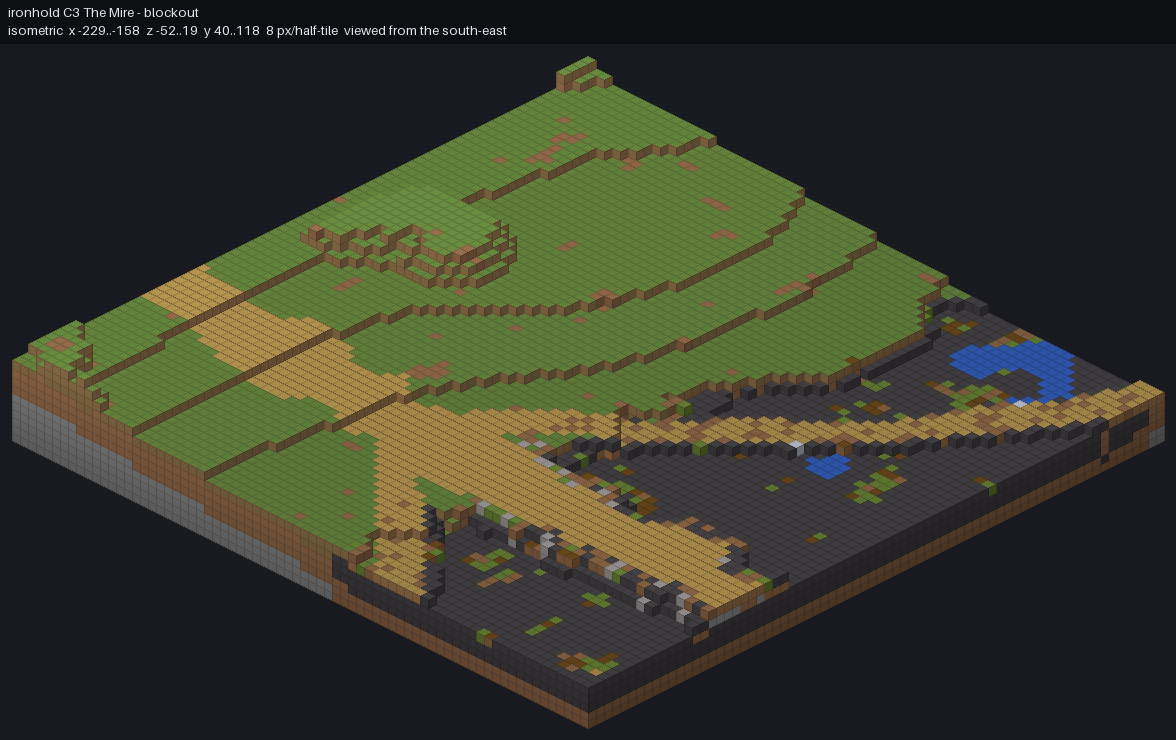 ironhold C3 The Mire - blockout
isometric  x -229..-158  z -52..19  y 40..118  8 px/half-tile  viewed from the south-east